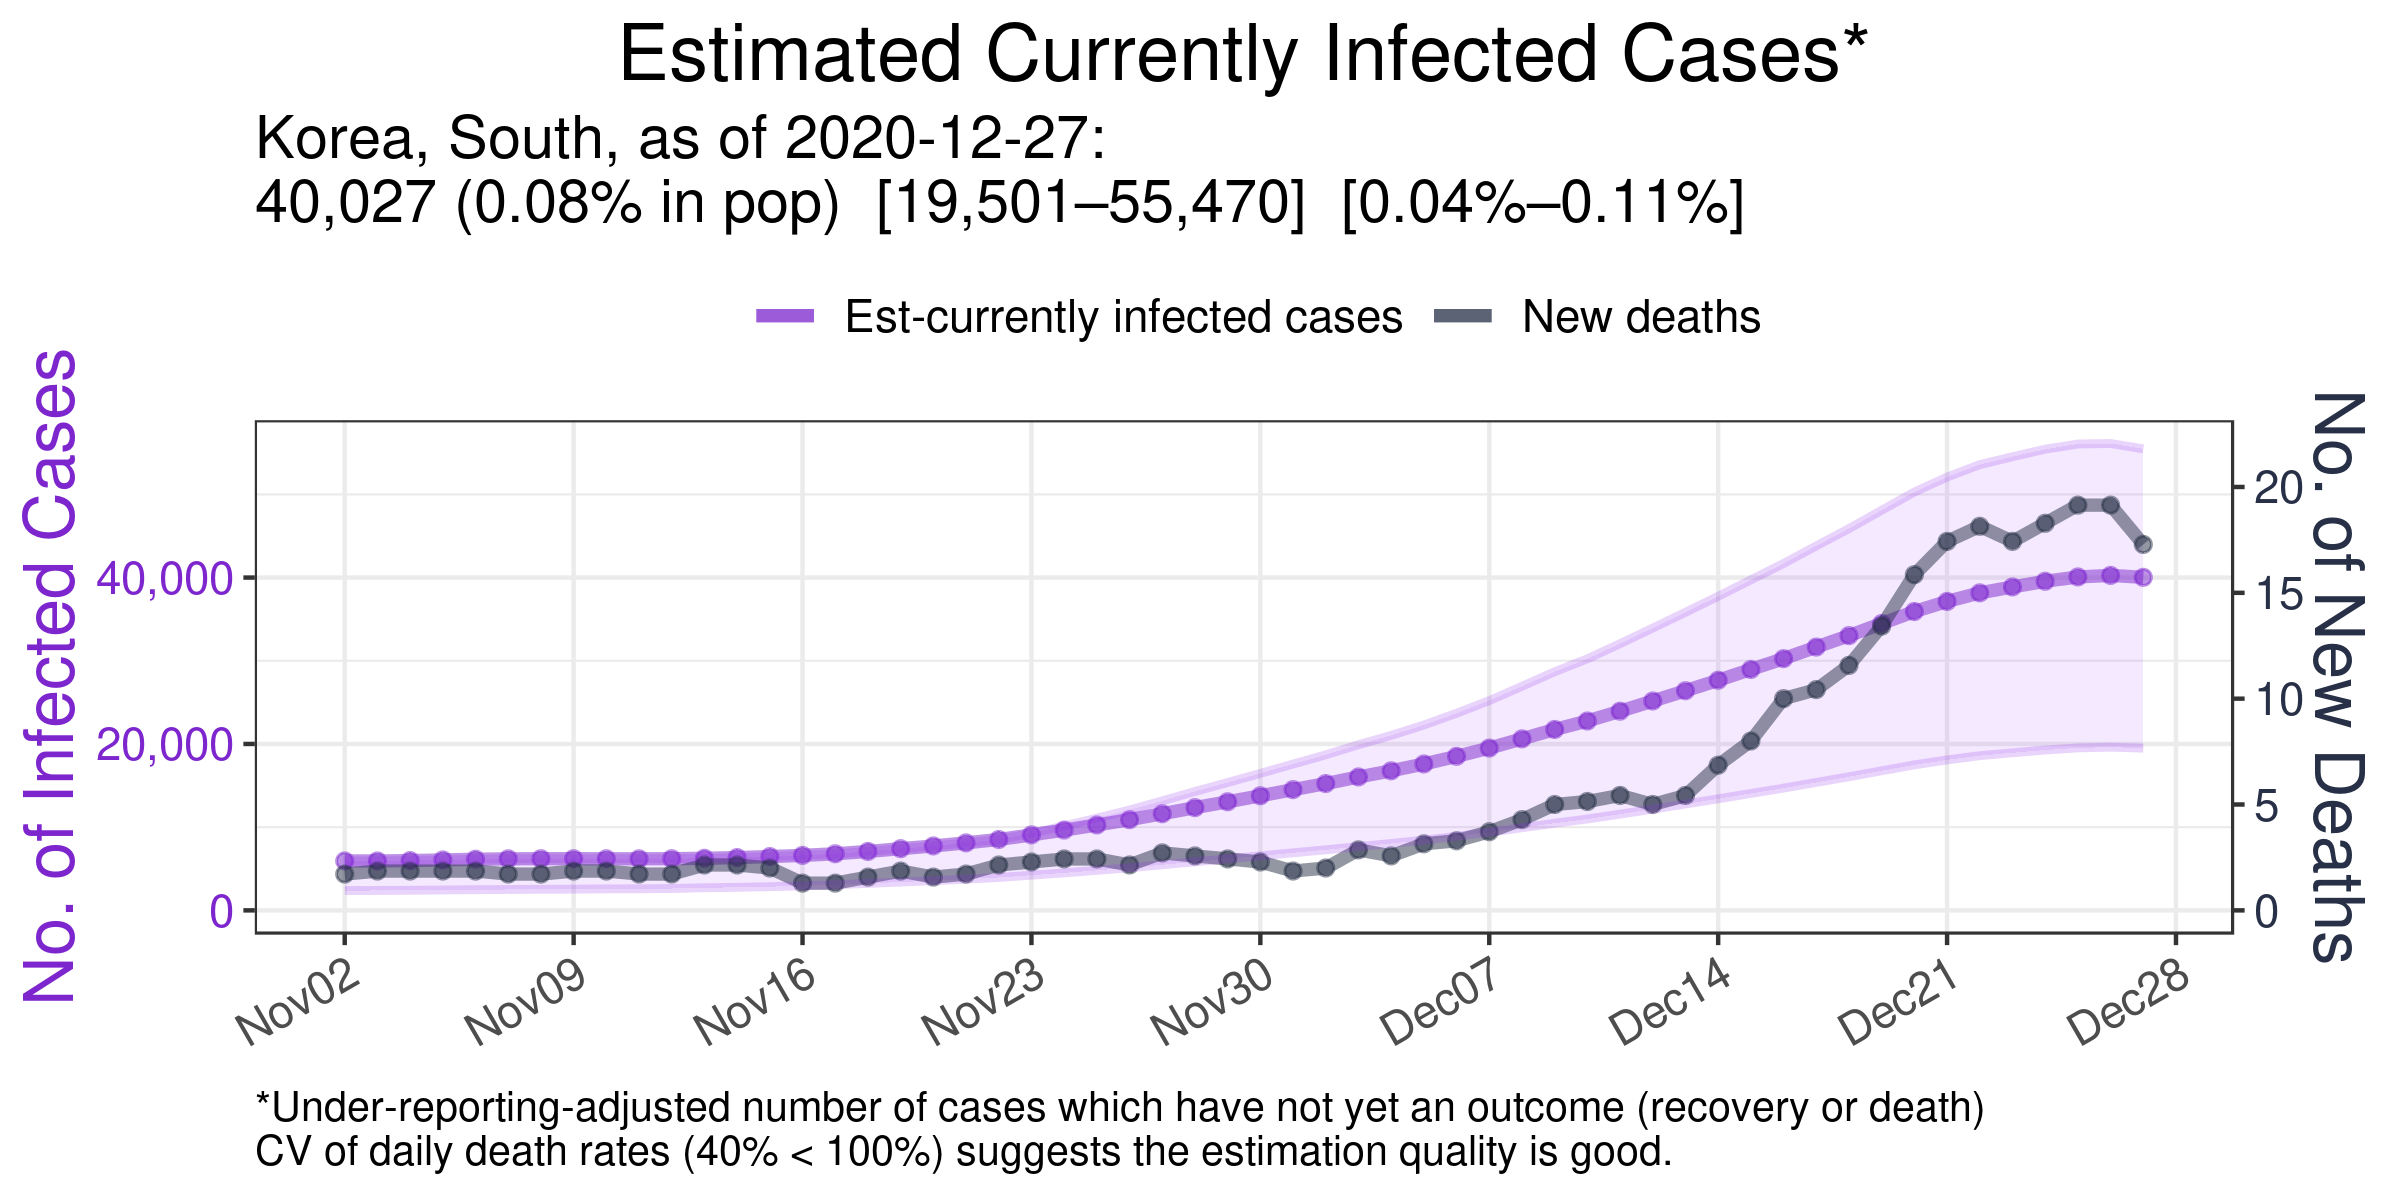 Estimated Currently Infected Cases*
Korea, South, as of 2020-12-27:
40,027 (0.08% in pop)  [19,501–55,470]  [0.04%–0.11%]
Est-currently infected cases
New deaths
No. of Infected Cases
40,000
20,000
0
No. of New Deaths
20
15
10
5
0
Nov02
Nov09
Nov16
Nov23
Nov30
Dec07
Dec14
Dec21
Dec28
*Under-reporting-adjusted number of cases which have not yet an outcome (recovery or death)
CV of daily death rates (40% < 100%) suggests the estimation quality is good.